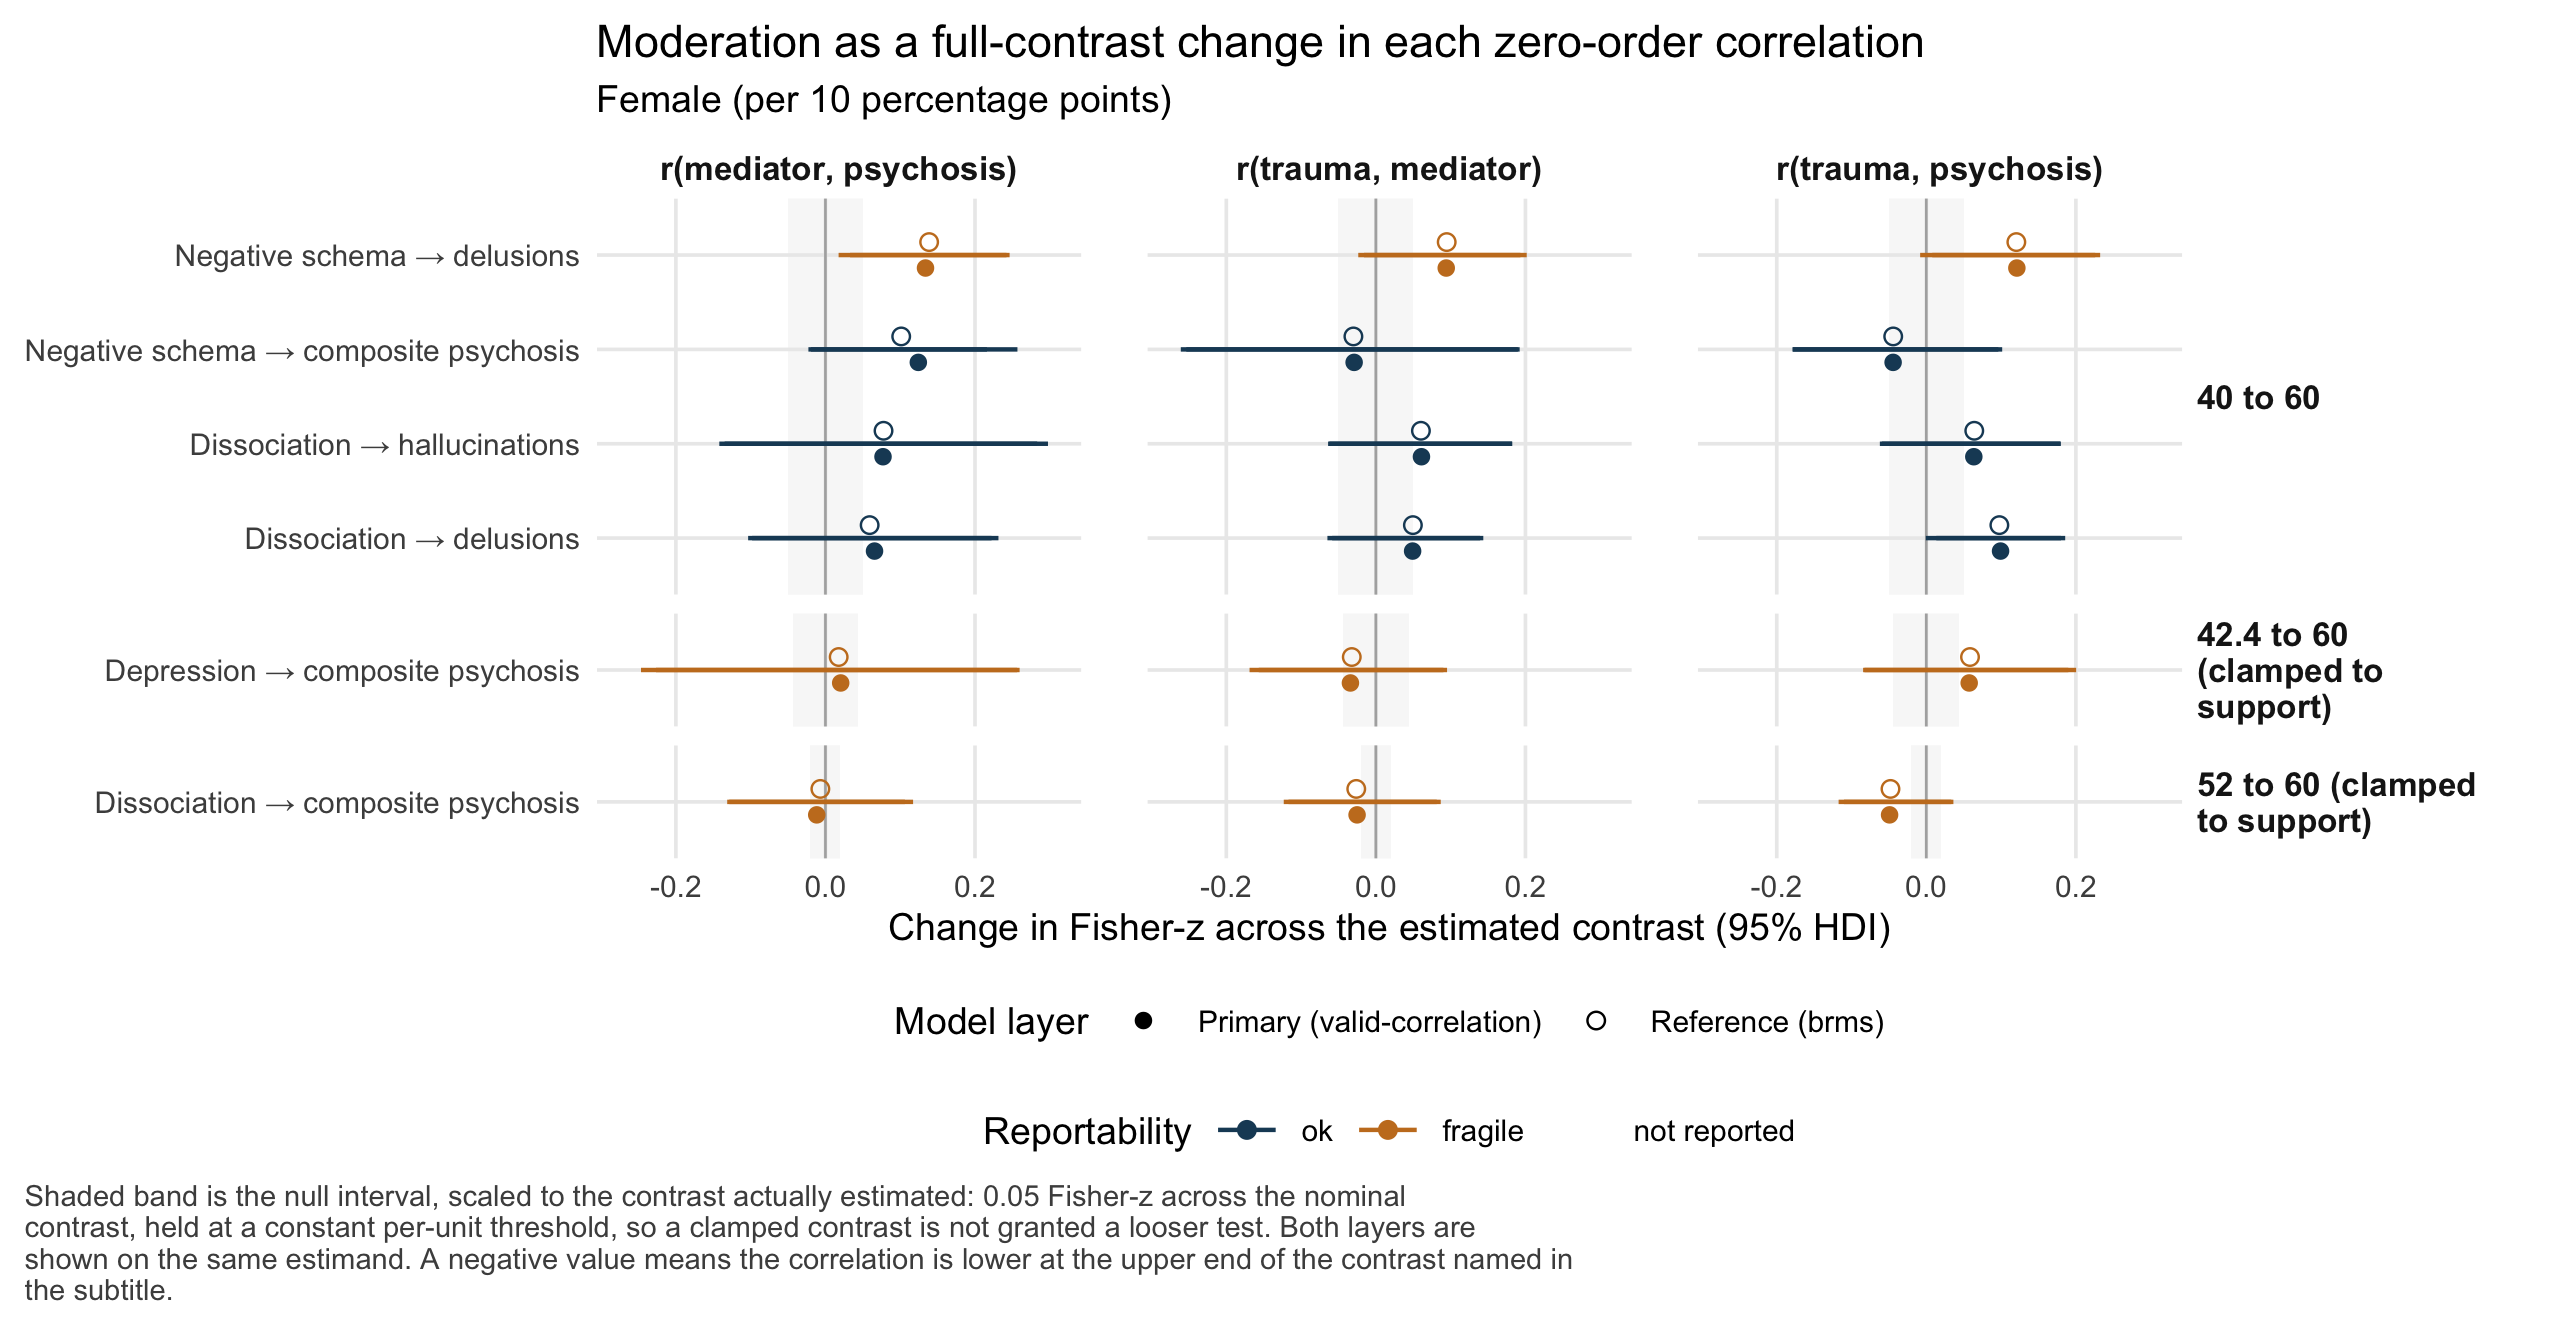 Moderation as a full-contrast change in each zero-order correlation
Female (per 10 percentage points)
r(mediator, psychosis)
r(trauma, mediator)
r(trauma, psychosis)
Negative schema → delusions
Negative schema → composite psychosis
Dissociation → hallucinations
Dissociation → delusions
40 to 60
Depression → composite psychosis
42.4 to 60
(clamped to
support)
Dissociation → composite psychosis
52 to 60 (clamped
to support)
-0.2 0.0 0.2
-0.2 0.0 0.2
-0.2 0.0 0.2
Change in Fisher-z across the estimated contrast (95% HDI)
Model layer Primary (valid-correlation) Reference (brms)
Reportability ok fragile not reported
Shaded band is the null interval, scaled to the contrast actually estimated: 0.05 Fisher-z across the nominal
contrast, held at a constant per-unit threshold, so a clamped contrast is not granted a looser test. Both layers are
shown on the same estimand. A negative value means the correlation is lower at the upper end of the contrast named in
the subtitle.